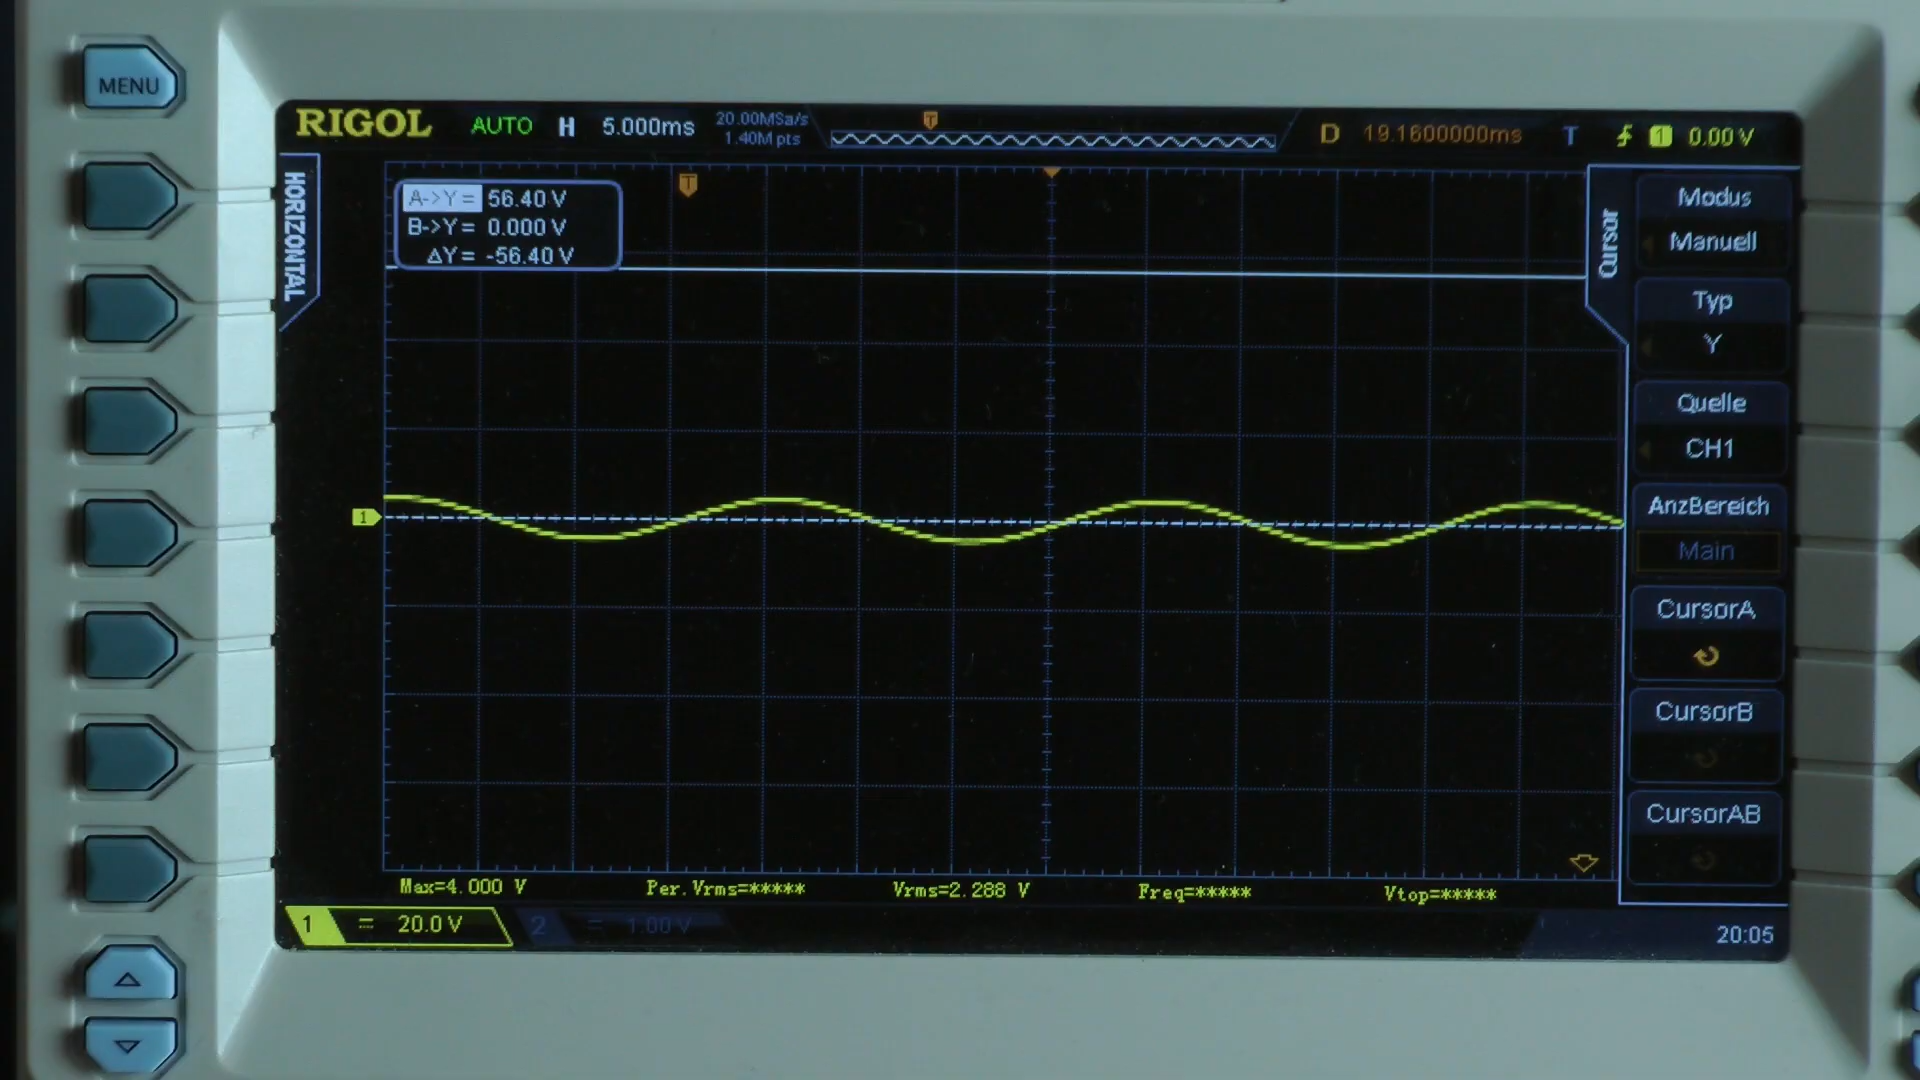 MENU
RIGOL AUTO H 5.000ms 20.00MSa/s 1.40M pts T D 19.1600000ms T 1 0.00 V
HORIZONTAL
T
A->Y = 56.40 V
B->Y = 0.000 V
ΔY = -56.40 V
1
Cursor
Modus
Manuell
Typ
Y
Quelle
CH1
AnzBereich
Main
CursorA
CursorB
CursorAB
Max=4.000 V Per.Vrms=***** Vrms=2.288 V Freq=***** Vtop=*****
1 = 20.0 V 2 = 1.00 V
20:05